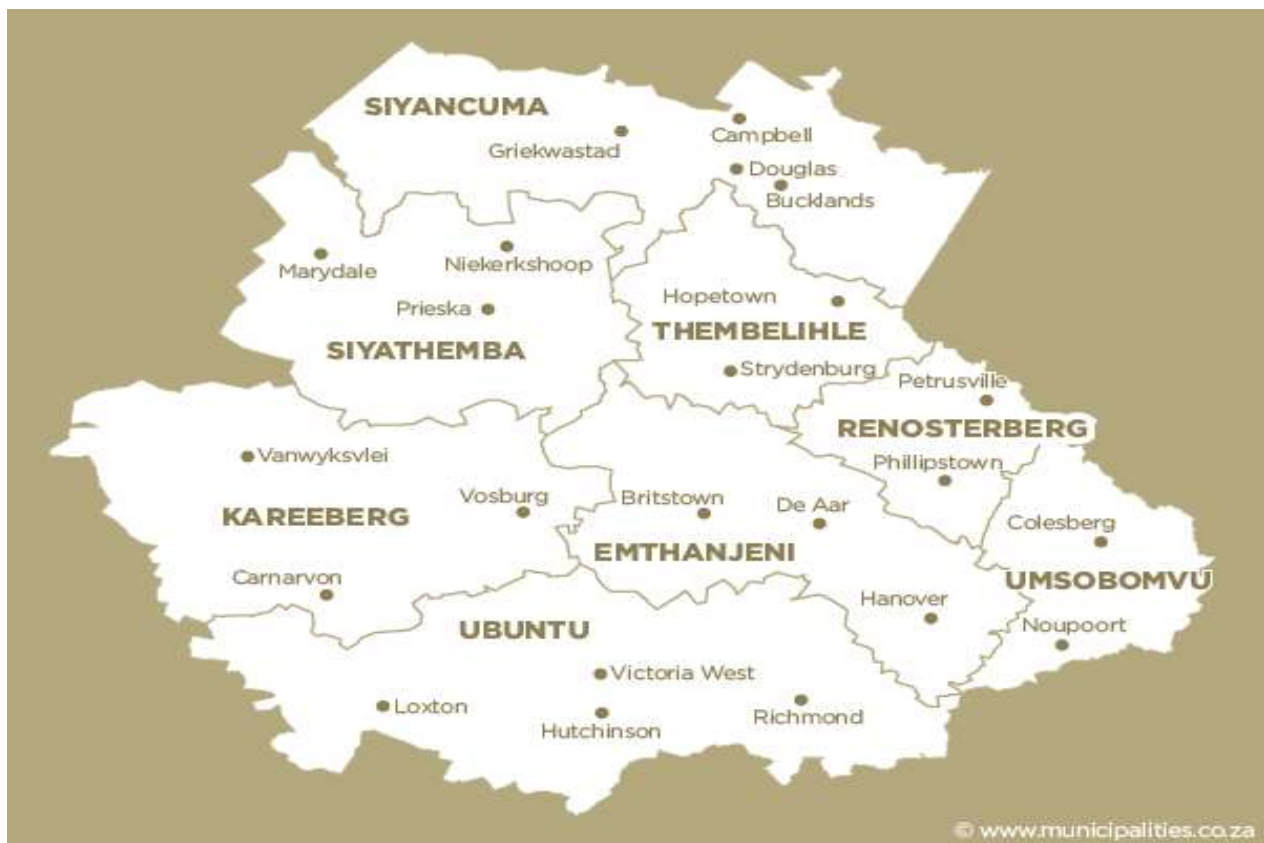 SIYANCUMA
Griekwastad
Campbell
Douglas
Bucklands
Marydale
Niekerkshoop
Prieska
SIYATHEMBA
Hopetown
THEMBELIHLE
Strydenburg
Petrusville
RENOSTERBERG
Phillipstown
Vanwyksvlei
Vosburg
KAREEBERG
Carnarvon
Britstown
De Aar
EMTHANJENI
Hanover
Colesberg
UMSOBOMVU
Noupoort
UBUNTU
Victoria West
Loxton
Hutchinson
Richmond
© www.municipalities.co.za